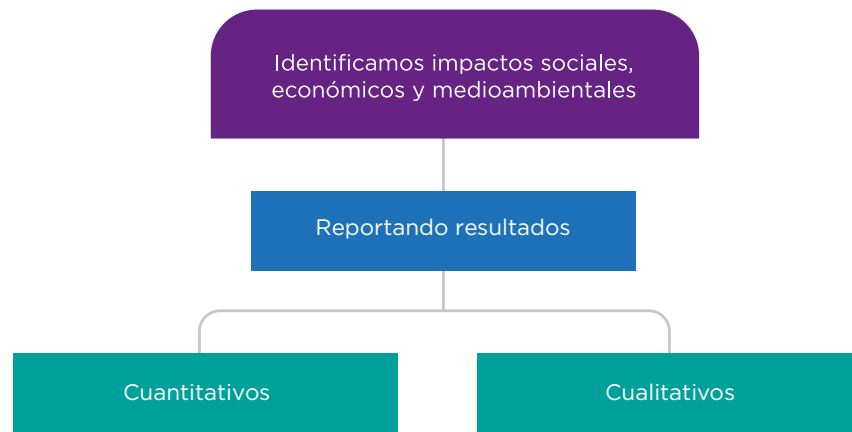 Identificamos impactos sociales,
económicos y medioambientales
Reportando resultados
Cuantitativos
Cualitativos